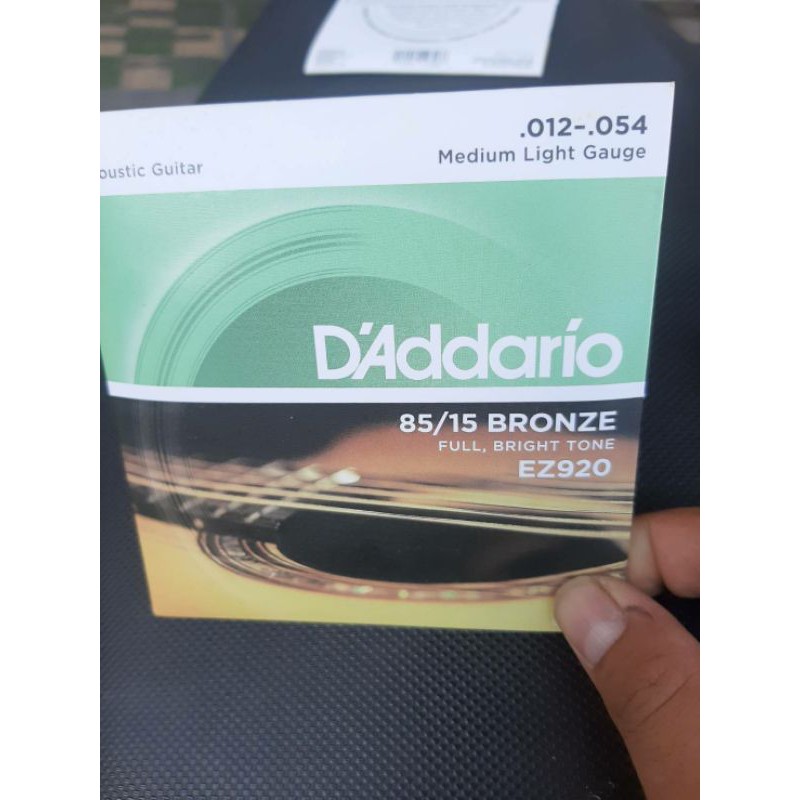 .012-.054
Medium Light Gauge
oustic Guitar
D'Addario
85/15 BRONZE
FULL, BRIGHT TONE
EZ920